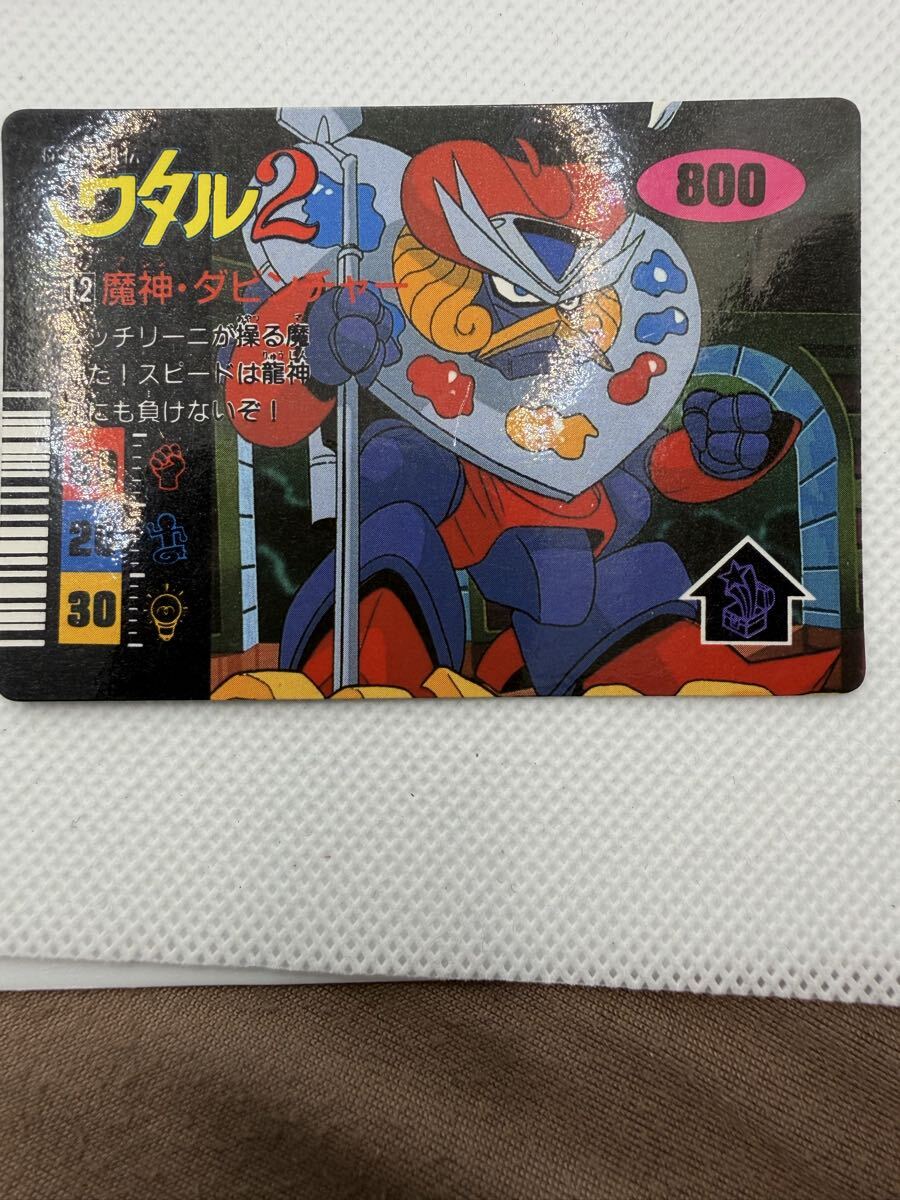 ワタル2
800
12 魔神・ダビンチャー
ッチリーニが操る魔
だ！スピードは龍神
にも負けないぞ！
30